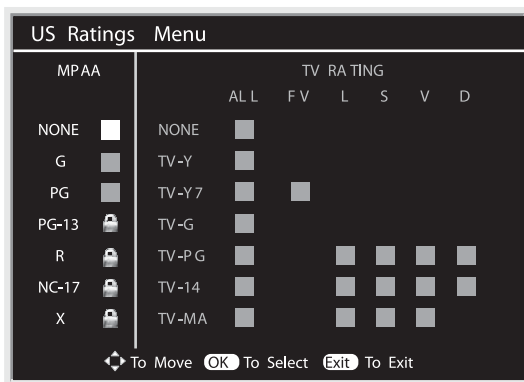 US Ratings Menu
MPAA TV RATING
ALL FV L S V D
NONE NONE
G TV-Y
PG TV-Y7
PG-13 TV-G
R TV-PG
NC-17 TV-14
X TV-MA
To Move OK To Select Exit To Exit